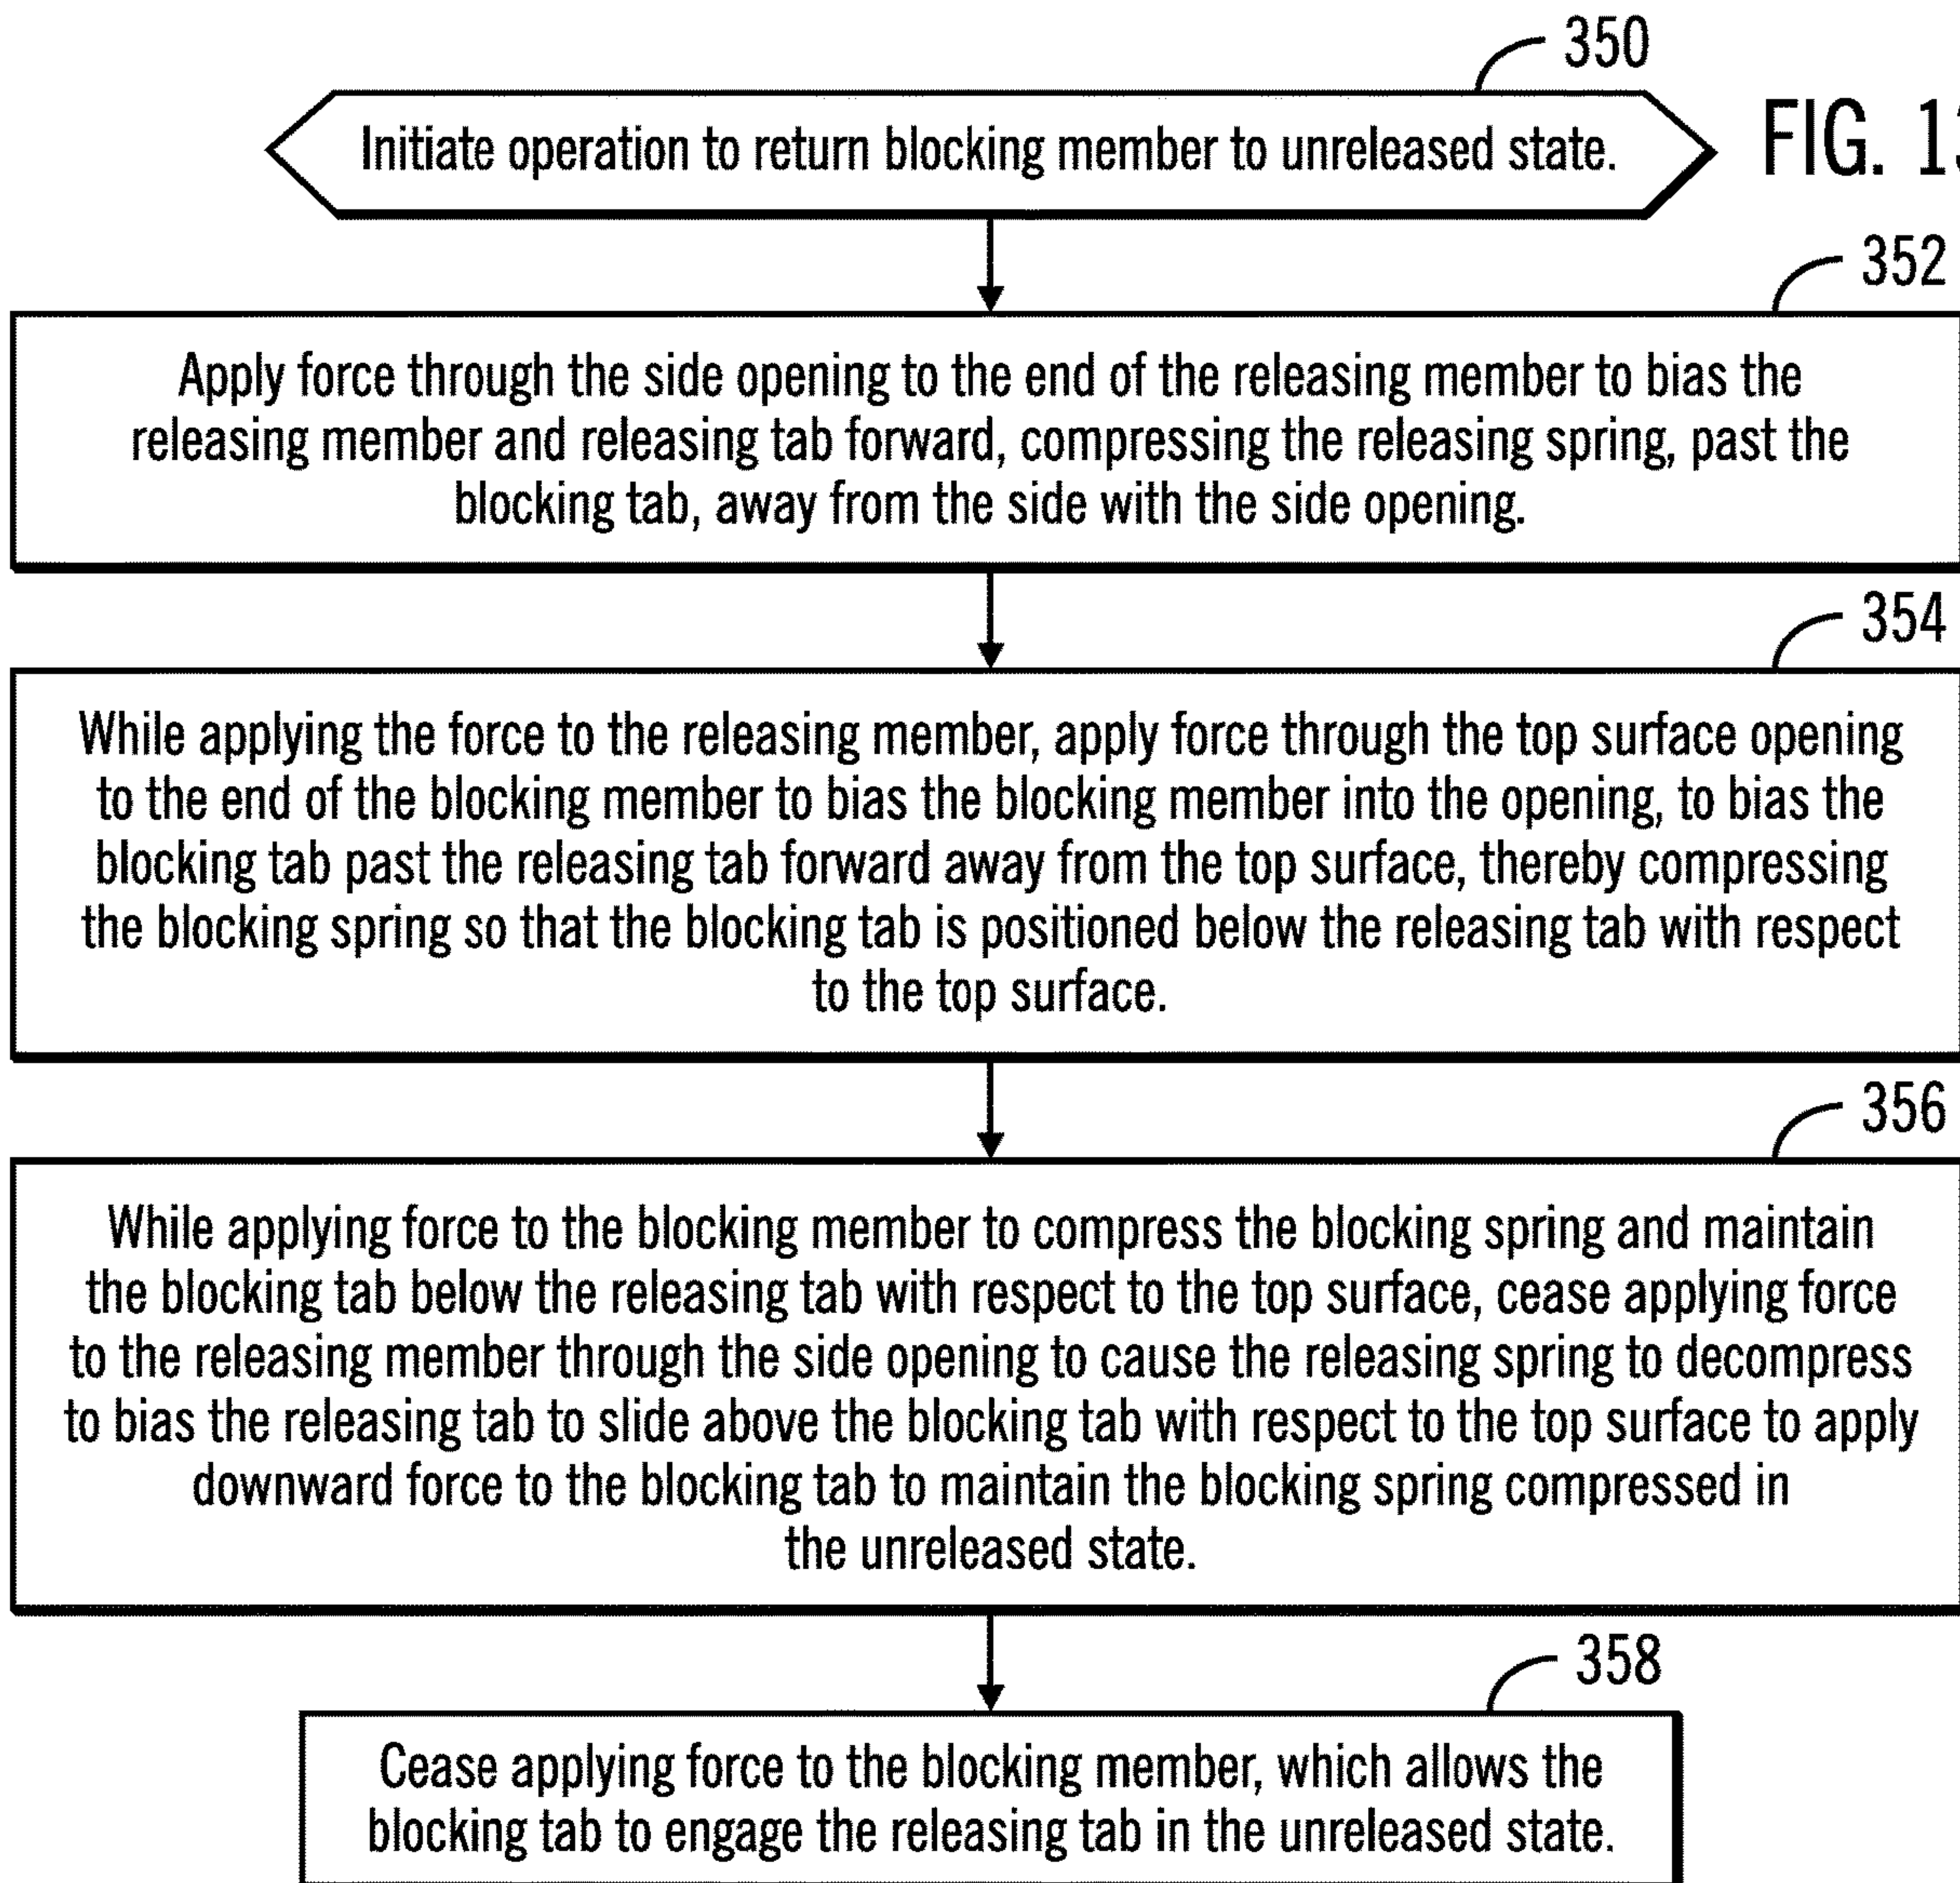 350
Initiate operation to return blocking member to unreleased state.
FIG. 13
352
Apply force through the side opening to the end of the releasing member to bias the
releasing member and releasing tab forward, compressing the releasing spring, past the
blocking tab, away from the side with the side opening.
354
While applying the force to the releasing member, apply force through the top surface opening
to the end of the blocking member to bias the blocking member into the opening, to bias the
blocking tab past the releasing tab forward away from the top surface, thereby compressing
the blocking spring so that the blocking tab is positioned below the releasing tab with respect
to the top surface.
356
While applying force to the blocking member to compress the blocking spring and maintain
the blocking tab below the releasing tab with respect to the top surface, cease applying force
to the releasing member through the side opening to cause the releasing spring to decompress
to bias the releasing tab to slide above the blocking tab with respect to the top surface to apply
downward force to the blocking tab to maintain the blocking spring compressed in
the unreleased state.
358
Cease applying force to the blocking member, which allows the
blocking tab to engage the releasing tab in the unreleased state.